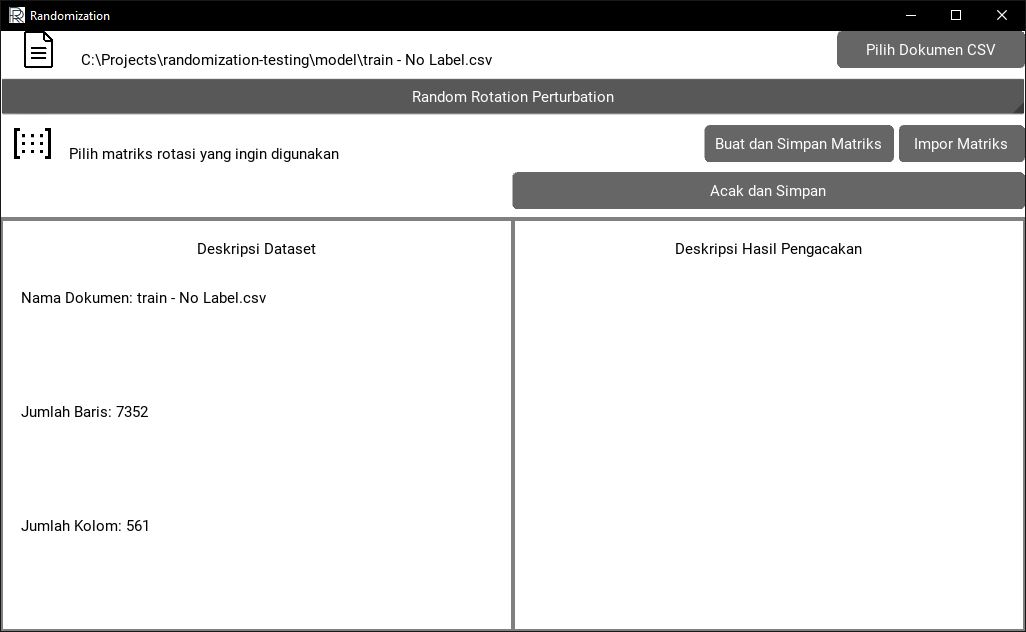 Randomization
C:\Projects\randomization-testing\model\train - No Label.csv
Pilih Dokumen CSV
Random Rotation Perturbation
Pilih matriks rotasi yang ingin digunakan
Buat dan Simpan Matriks
Impor Matriks
Acak dan Simpan
Deskripsi Dataset
Nama Dokumen: train - No Label.csv
Jumlah Baris: 7352
Jumlah Kolom: 561
Deskripsi Hasil Pengacakan